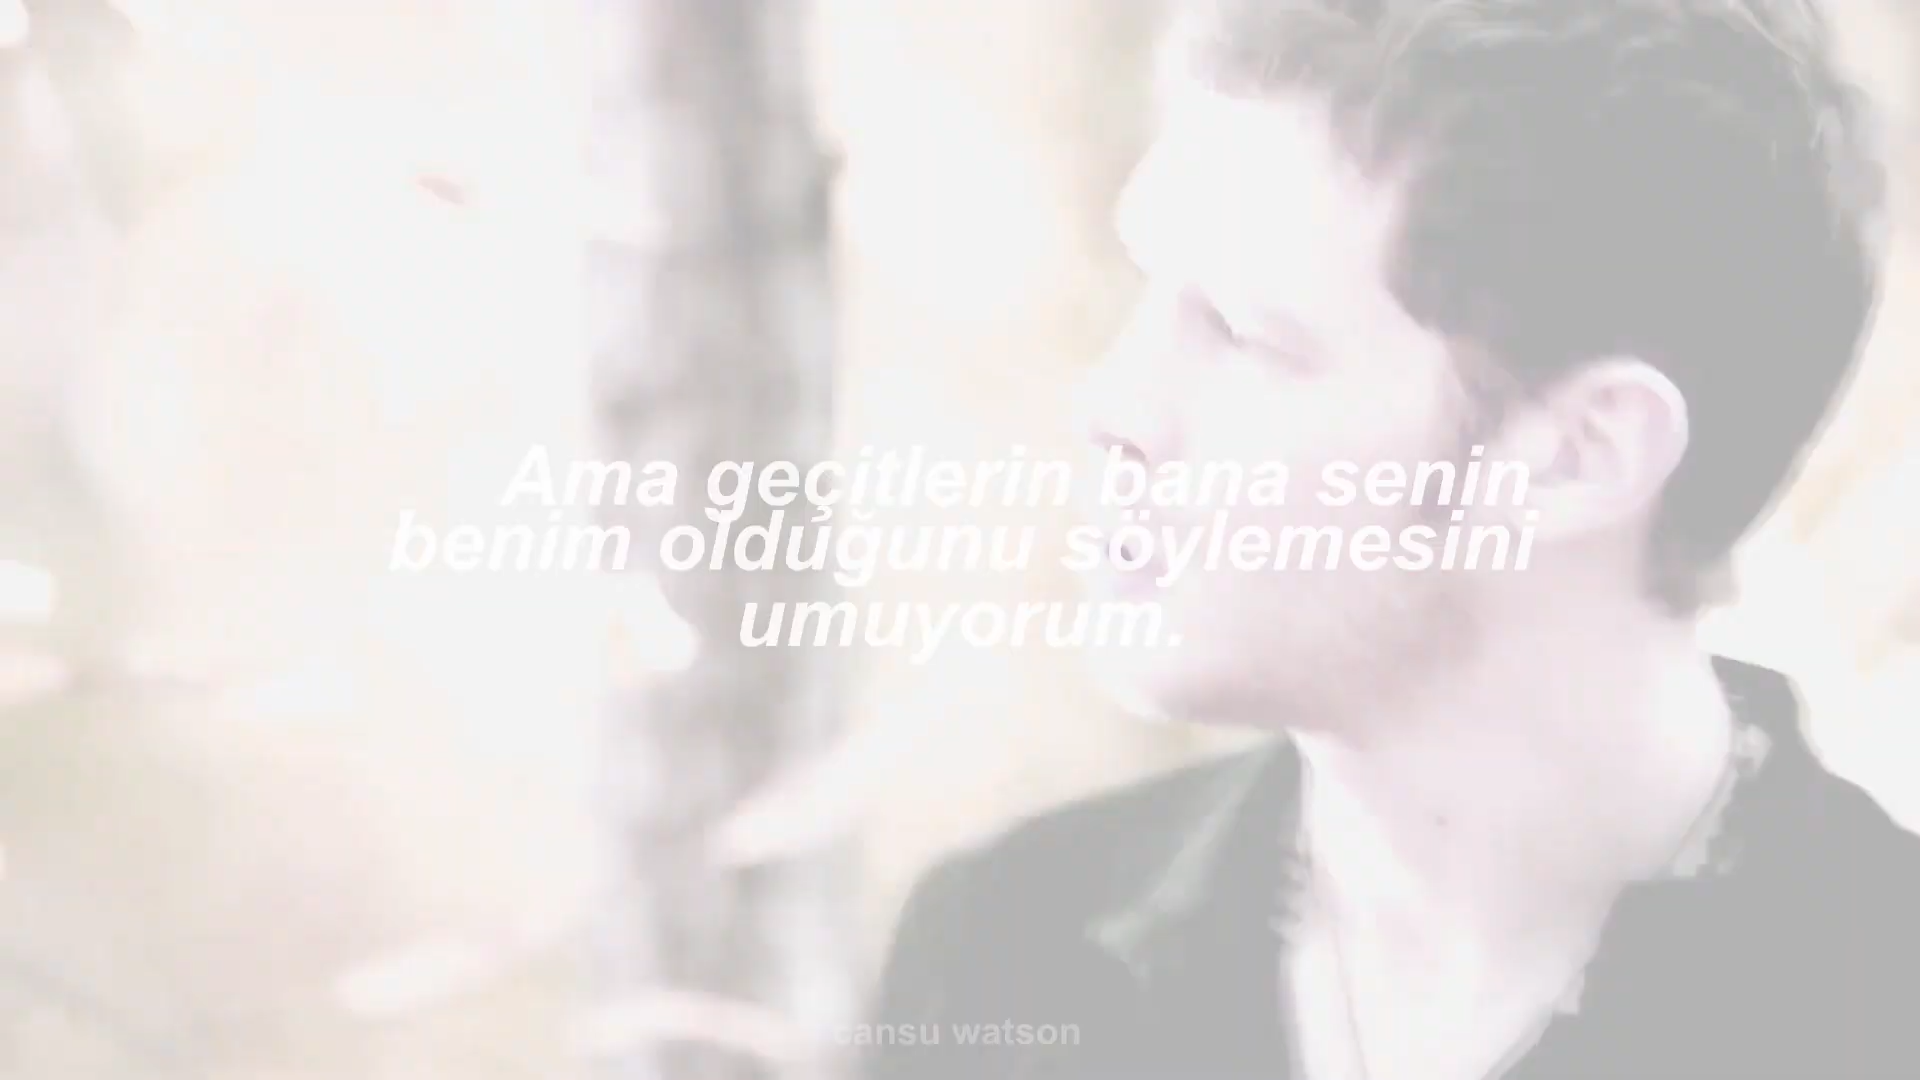 Ama geçitlerin bana senin
benim olduğunu söylemesini
umuyorum.
cansu watson